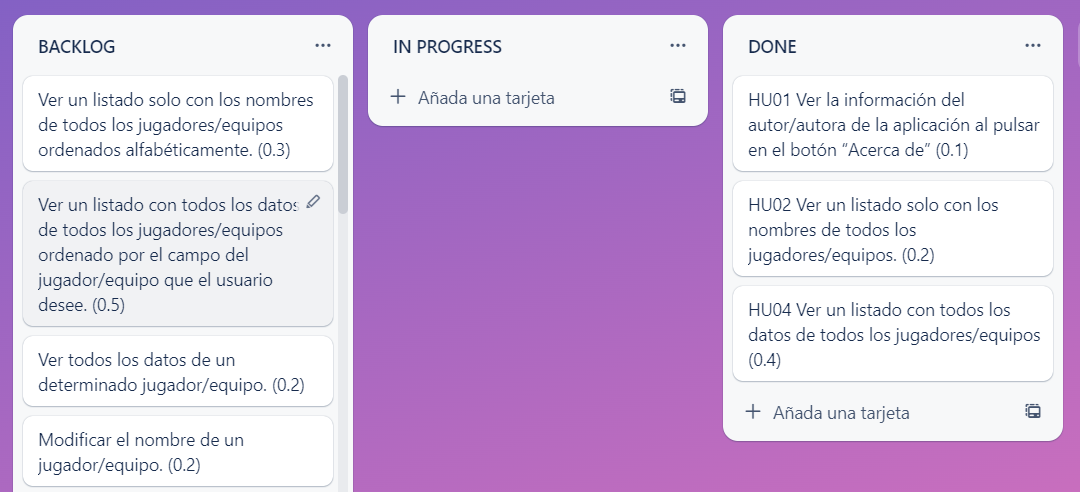 BACKLOG
Ver un listado solo con los nombres
de todos los jugadores/equipos
ordenados alfabéticamente. (0.3)
Ver un listado con todos los datos
de todos los jugadores/equipos
ordenado por el campo del
jugador/equipo que el usuario
desee. (0.5)
Ver todos los datos de un
determinado jugador/equipo. (0.2)
Modificar el nombre de un
jugador/equipo. (0.2)
IN PROGRESS
Añada una tarjeta
DONE
HU01 Ver la información del
autor/autora de la aplicación al pulsar
en el botón “Acerca de” (0.1)
HU02 Ver un listado solo con los
nombres de todos los
jugadores/equipos. (0.2)
HU04 Ver un listado con todos los
datos de todos los jugadores/equipos
(0.4)
Añada una tarjeta